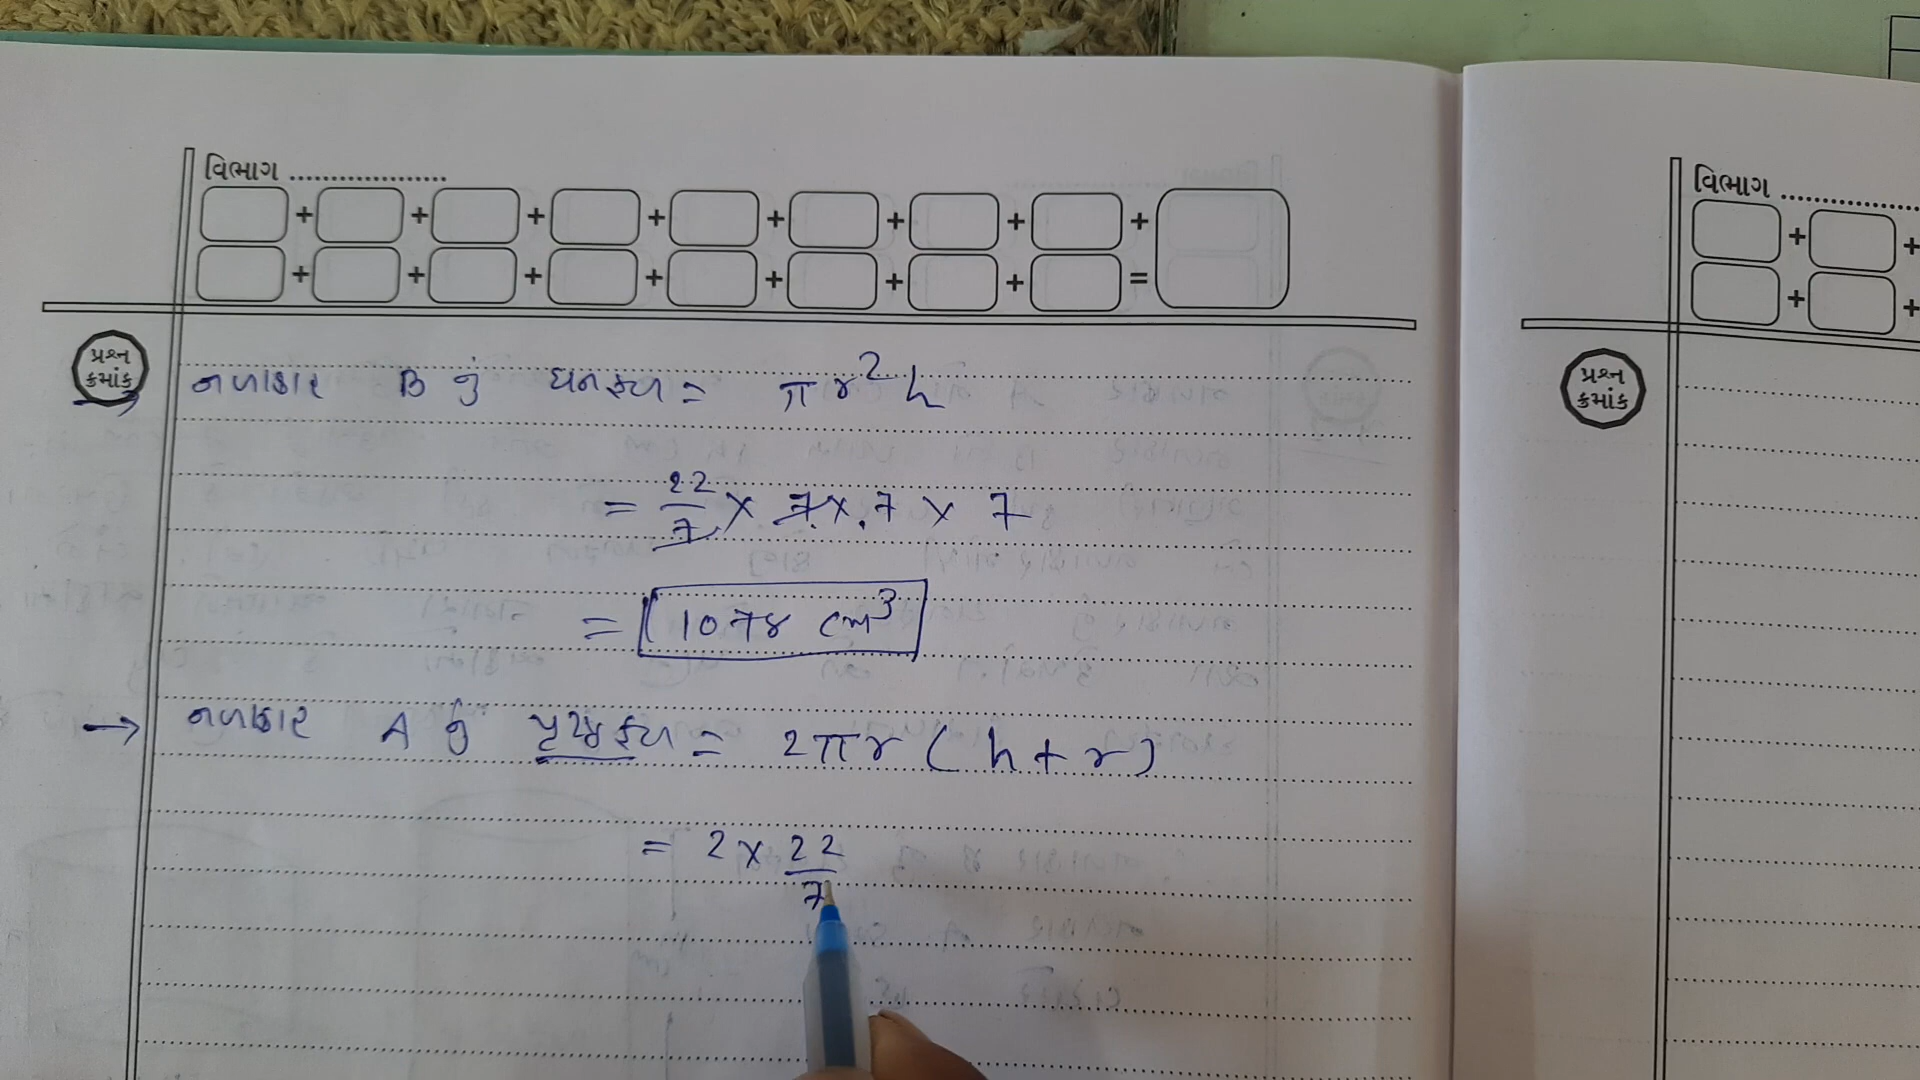 વિભાગ ..................
+ + + + + + + +
+ + + + + + + =
પ્રશ્ન ક્રમાંક
નળાકાર B નું ઘનફળ = πr²h
= 22/7 × 7 × 7 × 7
= 1078 cm³
→ નળાકાર A નું પૃષ્ઠફળ = 2πr (h + r)
= 2 × 22/7
વિભાગ ..................
+ +
+ +
પ્રશ્ન ક્રમાંક